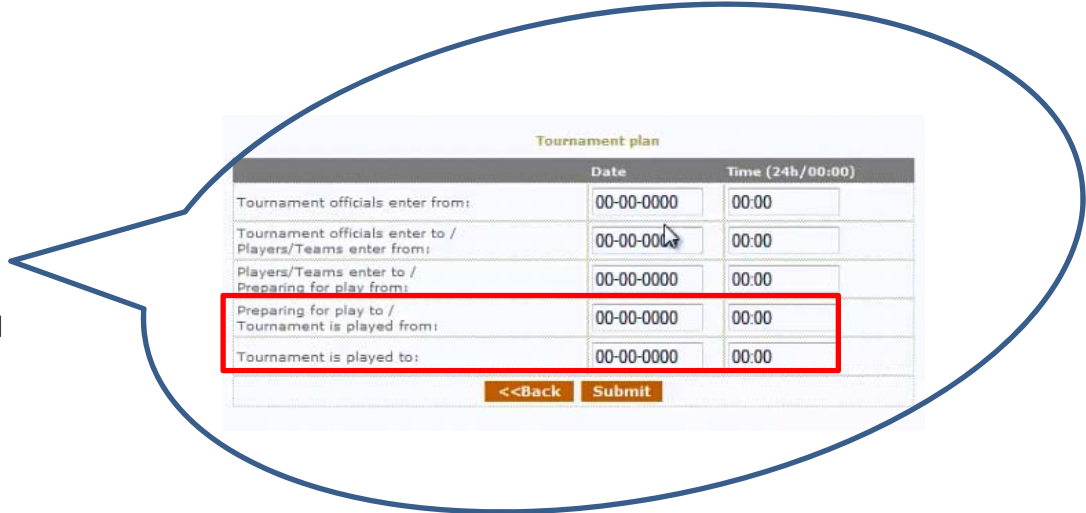 Tournament plan
Date Time (24h/00:00)
Tournament officials enter from: 00-00-0000 00:00
Tournament officials enter to /
Players/Teams enter from: 00-00-0000 00:00
Players/Teams enter to /
Preparing for play from: 00-00-0000 00:00
Preparing for play to /
Tournament is played from: 00-00-0000 00:00
Tournament is played to: 00-00-0000 00:00
<<Back Submit